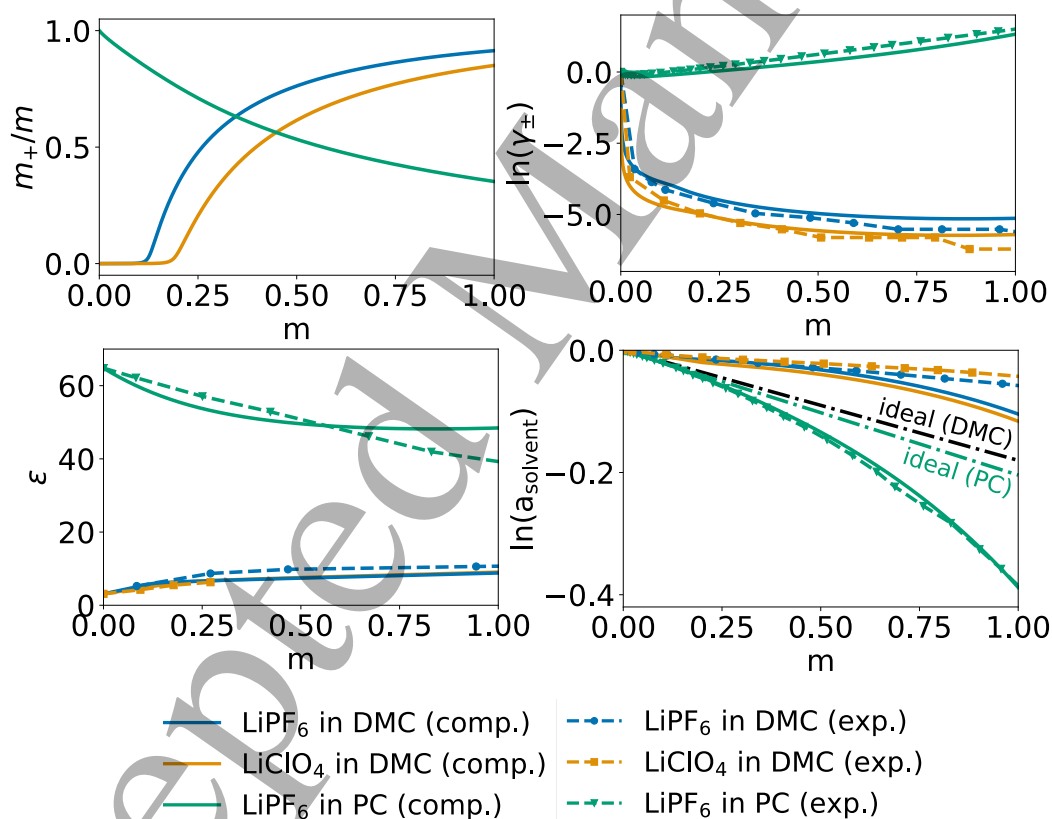 1.0
0.5
0.0
m₊/m
0.00 0.25 0.50 0.75 1.00
m
0.0
−2.5
−5.0
ln(γ±)
0.00 0.25 0.50 0.75 1.00
m
60
40
20
0
ε
0.00 0.25 0.50 0.75 1.00
m
0.0
−0.2
−0.4
ln(a_solvent)
ideal (DMC)
ideal (PC)
0.00 0.25 0.50 0.75 1.00
m
LiPF₆ in DMC (comp.)
LiClO₄ in DMC (comp.)
LiPF₆ in PC (comp.)
LiPF₆ in DMC (exp.)
LiClO₄ in DMC (exp.)
LiPF₆ in PC (exp.)
epted Man